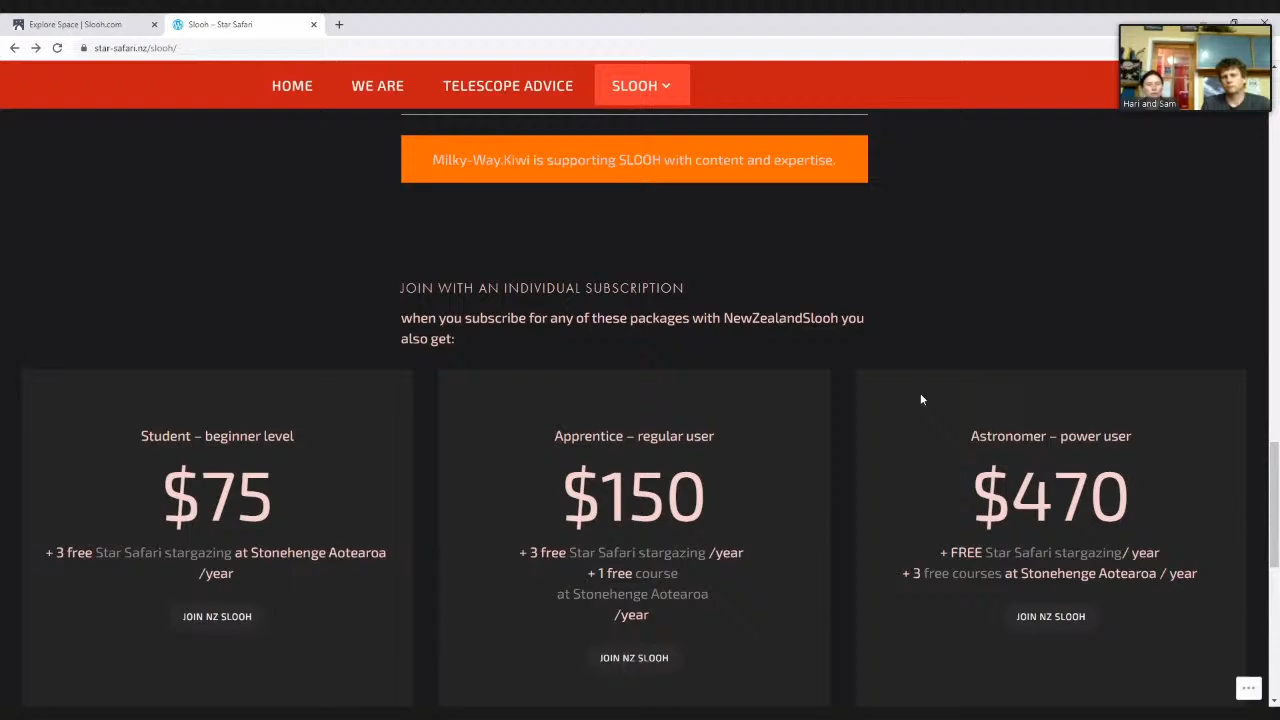 Explore Space | Slooh.com
Slooh – Star Safari
star-safari.nz/slooh/
HOME
WE ARE
TELESCOPE ADVICE
SLOOH
Hari and Sam
Milky-Way.Kiwi is supporting SLOOH with content and expertise.
JOIN WITH AN INDIVIDUAL SUBSCRIPTION
when you subscribe for any of these packages with NewZealandSlooh you
also get:
Student – beginner level
$75
+ 3 free Star Safari stargazing at Stonehenge Aotearoa
/year
JOIN NZ SLOOH
Apprentice – regular user
$150
+ 3 free Star Safari stargazing /year
+ 1 free course
at Stonehenge Aotearoa
/year
JOIN NZ SLOOH
Astronomer – power user
$470
+ FREE Star Safari stargazing/ year
+ 3 free courses at Stonehenge Aotearoa / year
JOIN NZ SLOOH